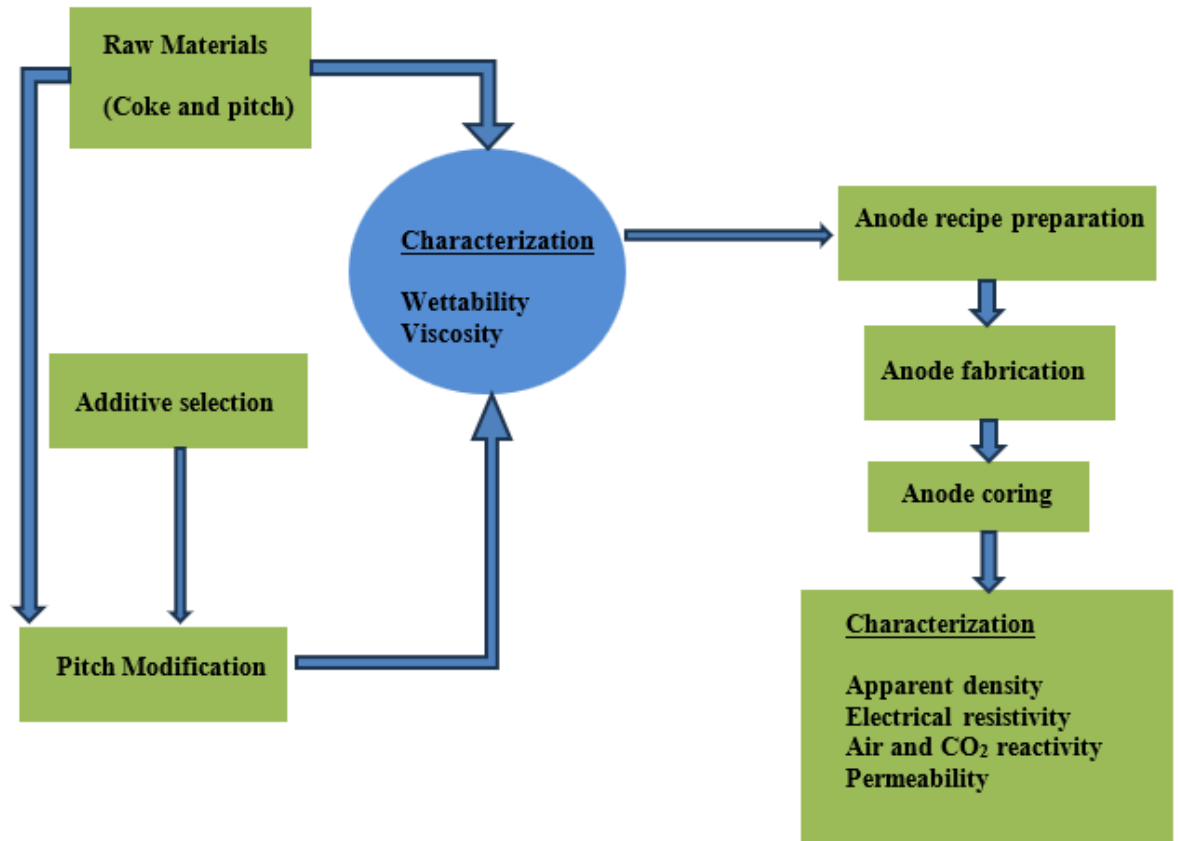 Raw Materials
(Coke and pitch)
Characterization
Wettability
Viscosity
Additive selection
Pitch Modification
Anode recipe preparation
Anode fabrication
Anode coring
Characterization
Apparent density
Electrical resistivity
Air and CO₂ reactivity
Permeability